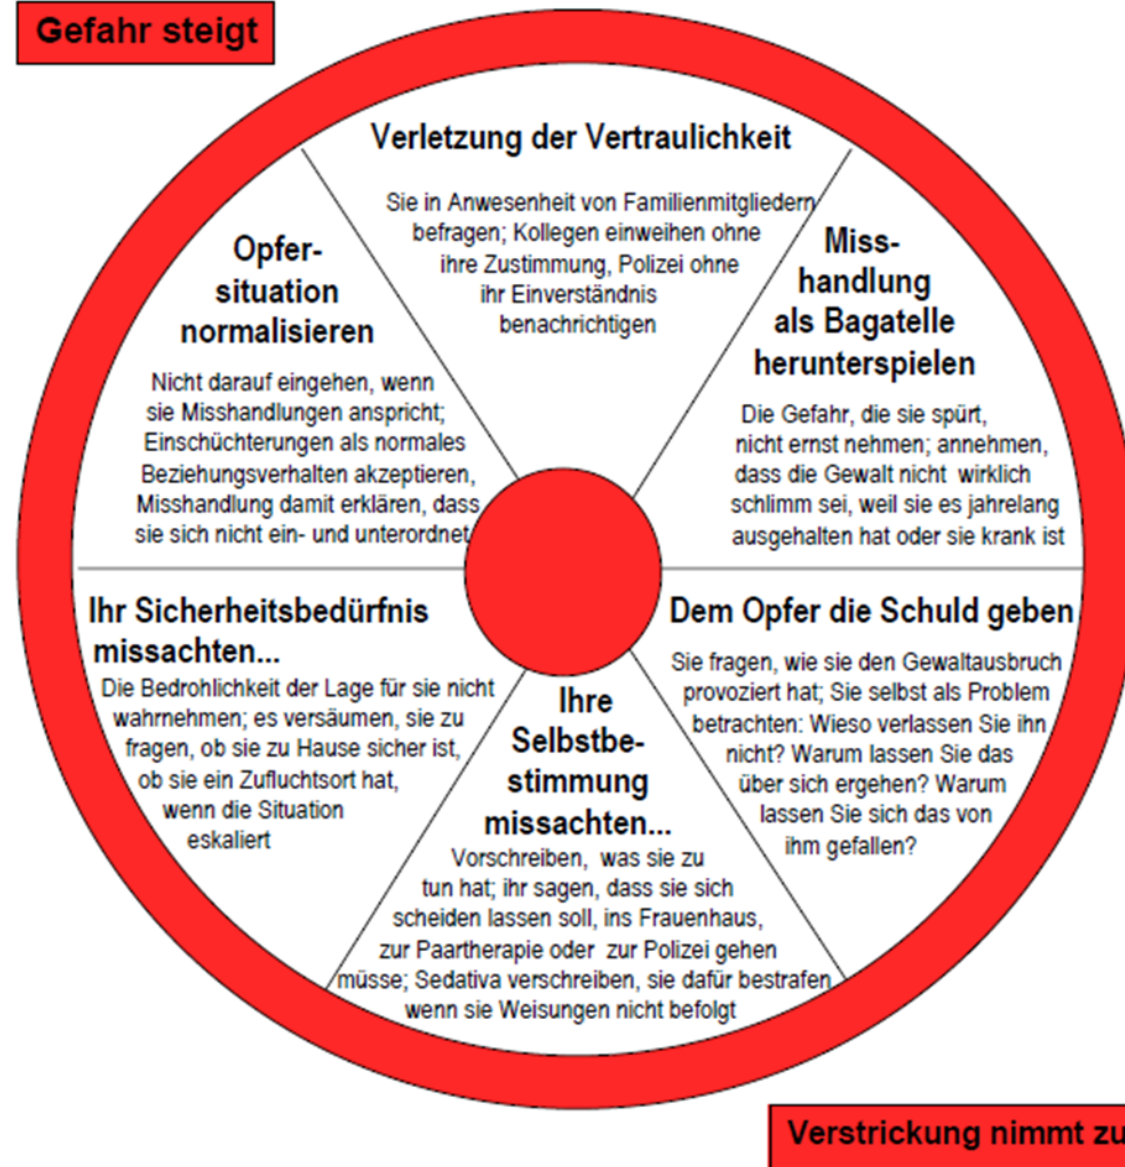 Gefahr steigt
Verletzung der Vertraulichkeit
Sie in Anwesenheit von Familienmitgliedern
befragen; Kollegen einweihen ohne
ihre Zustimmung, Polizei ohne
ihr Einverständnis
benachrichtigen
Miss-
handlung
als Bagatelle
herunterspielen
Die Gefahr, die sie spürt,
nicht ernst nehmen; annehmen,
dass die Gewalt nicht wirklich
schlimm sei, weil sie es jahrelang
ausgehalten hat oder sie krank ist
Dem Opfer die Schuld geben
Sie fragen, wie sie den Gewaltausbruch
provoziert hat; Sie selbst als Problem
betrachten: Wieso verlassen Sie ihn
nicht? Warum lassen Sie das
über sich ergehen? Warum
lassen Sie sich das von
ihm gefallen?
Ihre
Selbstbe-
stimmung
missachten...
Vorschreiben, was sie zu
tun hat; ihr sagen, dass sie sich
scheiden lassen soll, ins Frauenhaus,
zur Paartherapie oder zur Polizei gehen
müsse; Sedativa verschreiben, sie dafür bestrafen
wenn sie Weisungen nicht befolgt
Ihr Sicherheitsbedürfnis
missachten...
Die Bedrohlichkeit der Lage für sie nicht
wahrnehmen; es versäumen, sie zu
fragen, ob sie zu Hause sicher ist,
ob sie ein Zufluchtsort hat,
wenn die Situation
eskaliert
Opfer-
situation
normalisieren
Nicht darauf eingehen, wenn
sie Misshandlungen anspricht;
Einschüchterungen als normales
Beziehungsverhalten akzeptieren,
Misshandlung damit erklären, dass
sie sich nicht ein- und unterordnet
Verstrickung nimmt zu